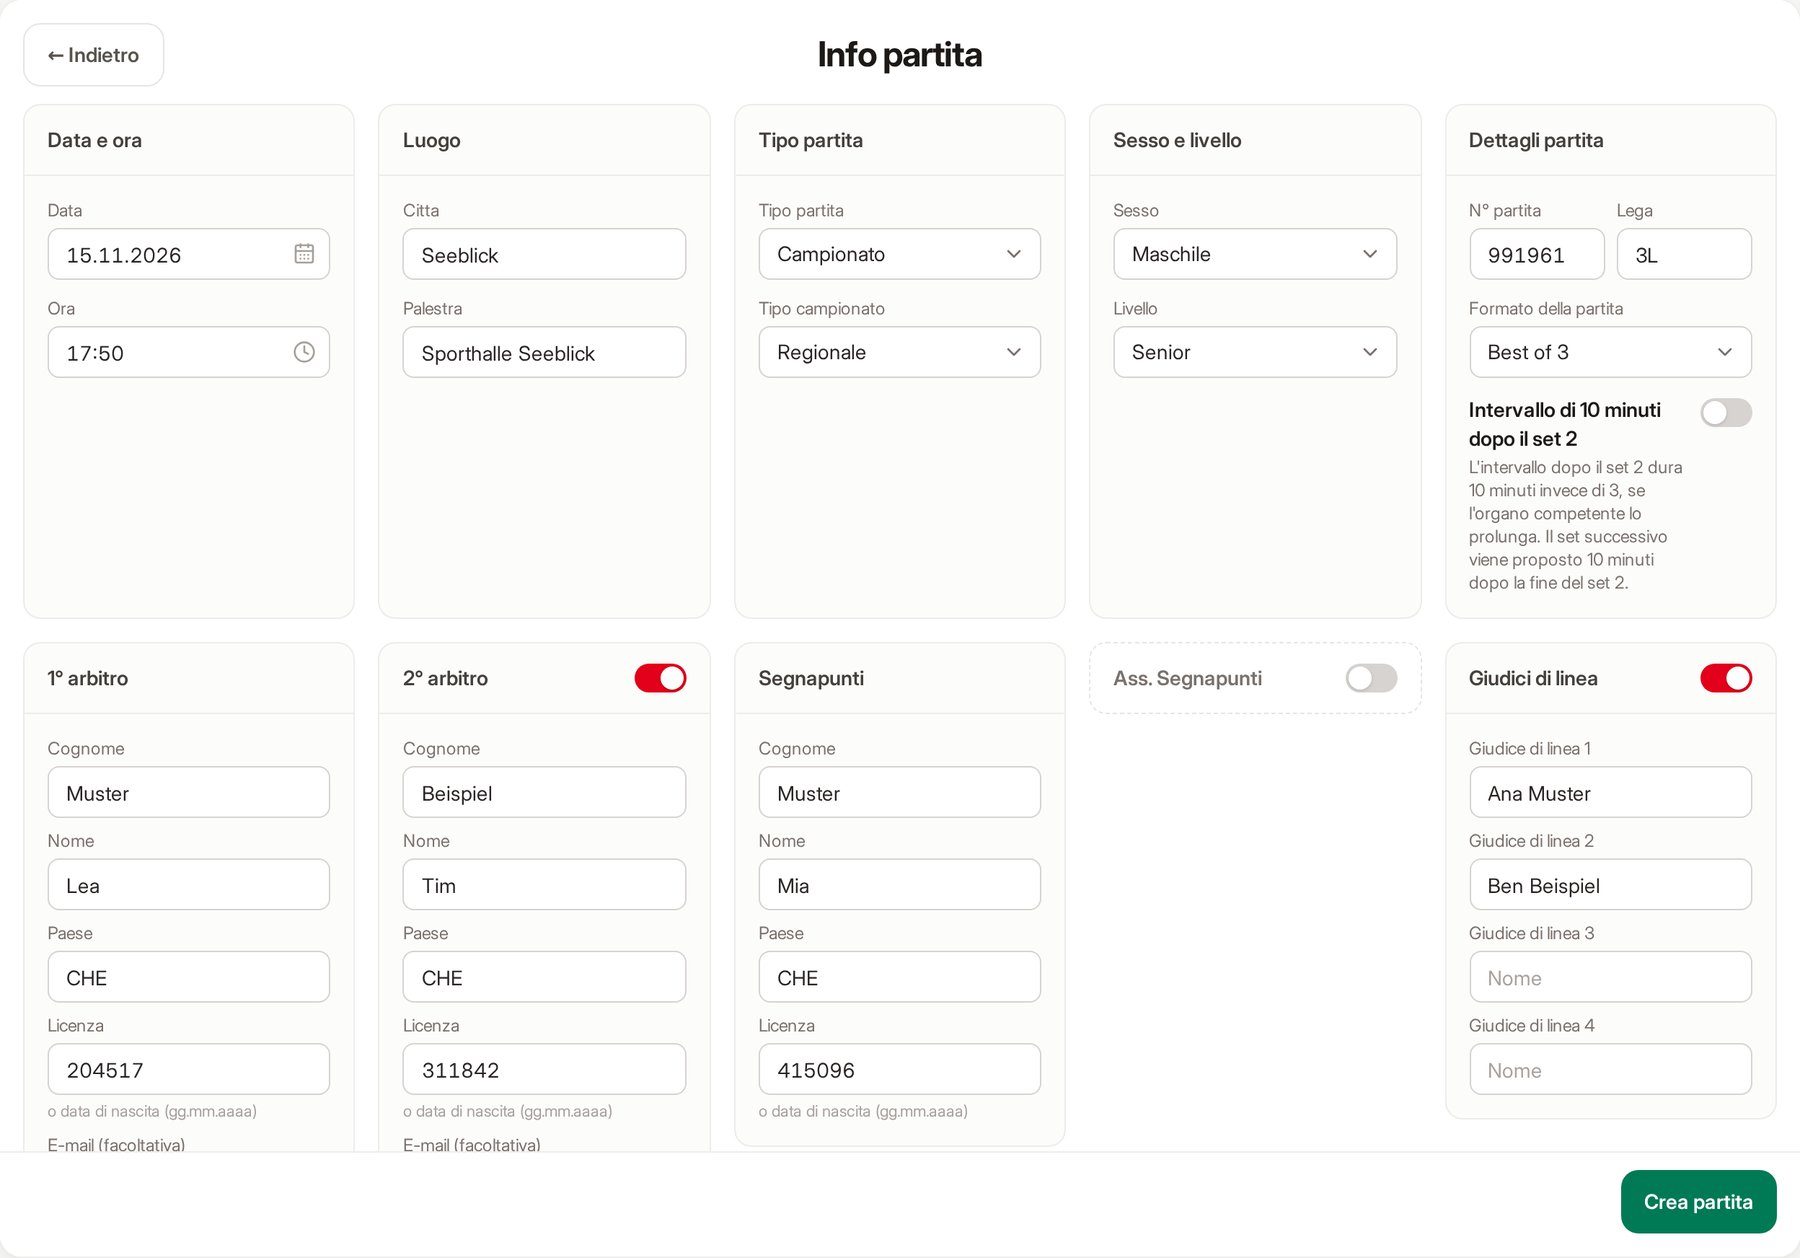 ← Indietro
Info partita
Data e ora
Data
15.11.2026
Ora
17:50
Luogo
Citta
Seeblick
Palestra
Sporthalle Seeblick
Tipo partita
Tipo partita
Campionato
Tipo campionato
Regionale
Sesso e livello
Sesso
Maschile
Livello
Senior
Dettagli partita
N° partita
Lega
991961
3L
Formato della partita
Best of 3
Intervallo di 10 minuti
dopo il set 2
L'intervallo dopo il set 2 dura
10 minuti invece di 3, se
l'organo competente lo
prolunga. Il set successivo
viene proposto 10 minuti
dopo la fine del set 2.
1° arbitro
Cognome
Muster
Nome
Lea
Paese
CHE
Licenza
204517
o data di nascita (gg.mm.aaaa)
E-mail (facoltativa)
2° arbitro
Cognome
Beispiel
Nome
Tim
Paese
CHE
Licenza
311842
o data di nascita (gg.mm.aaaa)
E-mail (facoltativa)
Segnapunti
Cognome
Muster
Nome
Mia
Paese
CHE
Licenza
415096
o data di nascita (gg.mm.aaaa)
Ass. Segnapunti
Giudici di linea
Giudice di linea 1
Ana Muster
Giudice di linea 2
Ben Beispiel
Giudice di linea 3
Nome
Giudice di linea 4
Nome
Crea partita